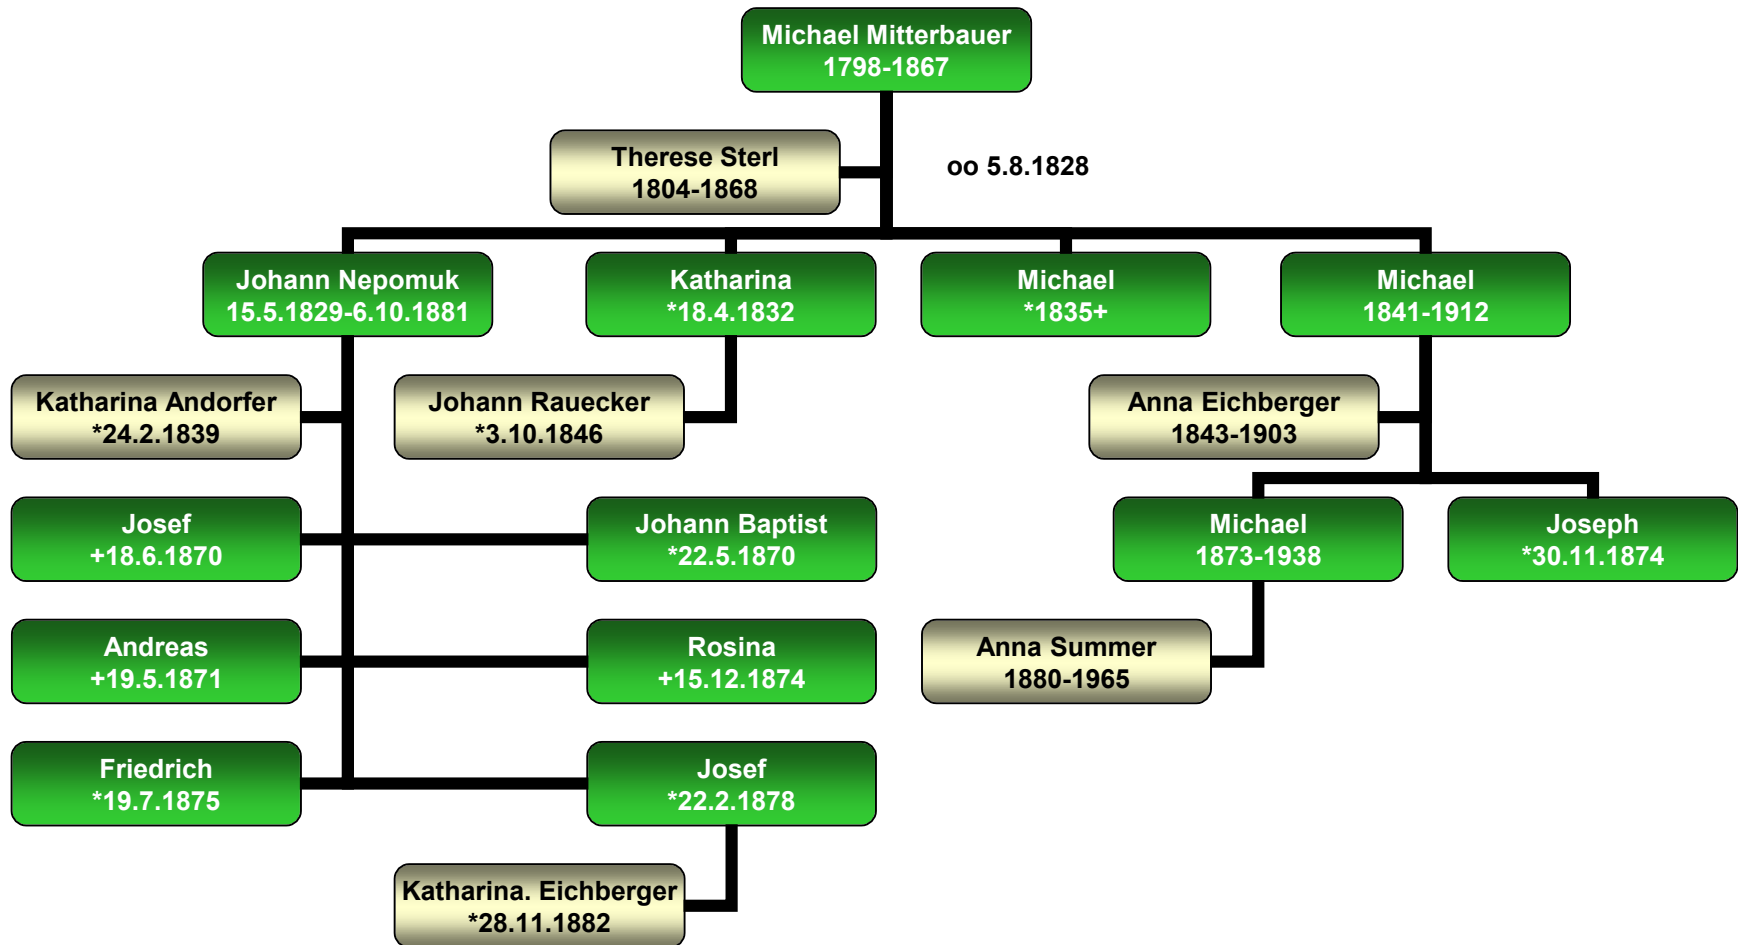 Michael Mitterbauer
1798-1867
Therese Sterl
1804-1868
oo 5.8.1828
Johann Nepomuk
15.5.1829-6.10.1881
Katharina
*18.4.1832
Michael
*1835+
Michael
1841-1912
Katharina Andorfer
*24.2.1839
Johann Rauecker
*3.10.1846
Anna Eichberger
1843-1903
Josef
+18.6.1870
Johann Baptist
*22.5.1870
Michael
1873-1938
Joseph
*30.11.1874
Andreas
+19.5.1871
Rosina
+15.12.1874
Anna Summer
1880-1965
Friedrich
*19.7.1875
Josef
*22.2.1878
Katharina. Eichberger
*28.11.1882